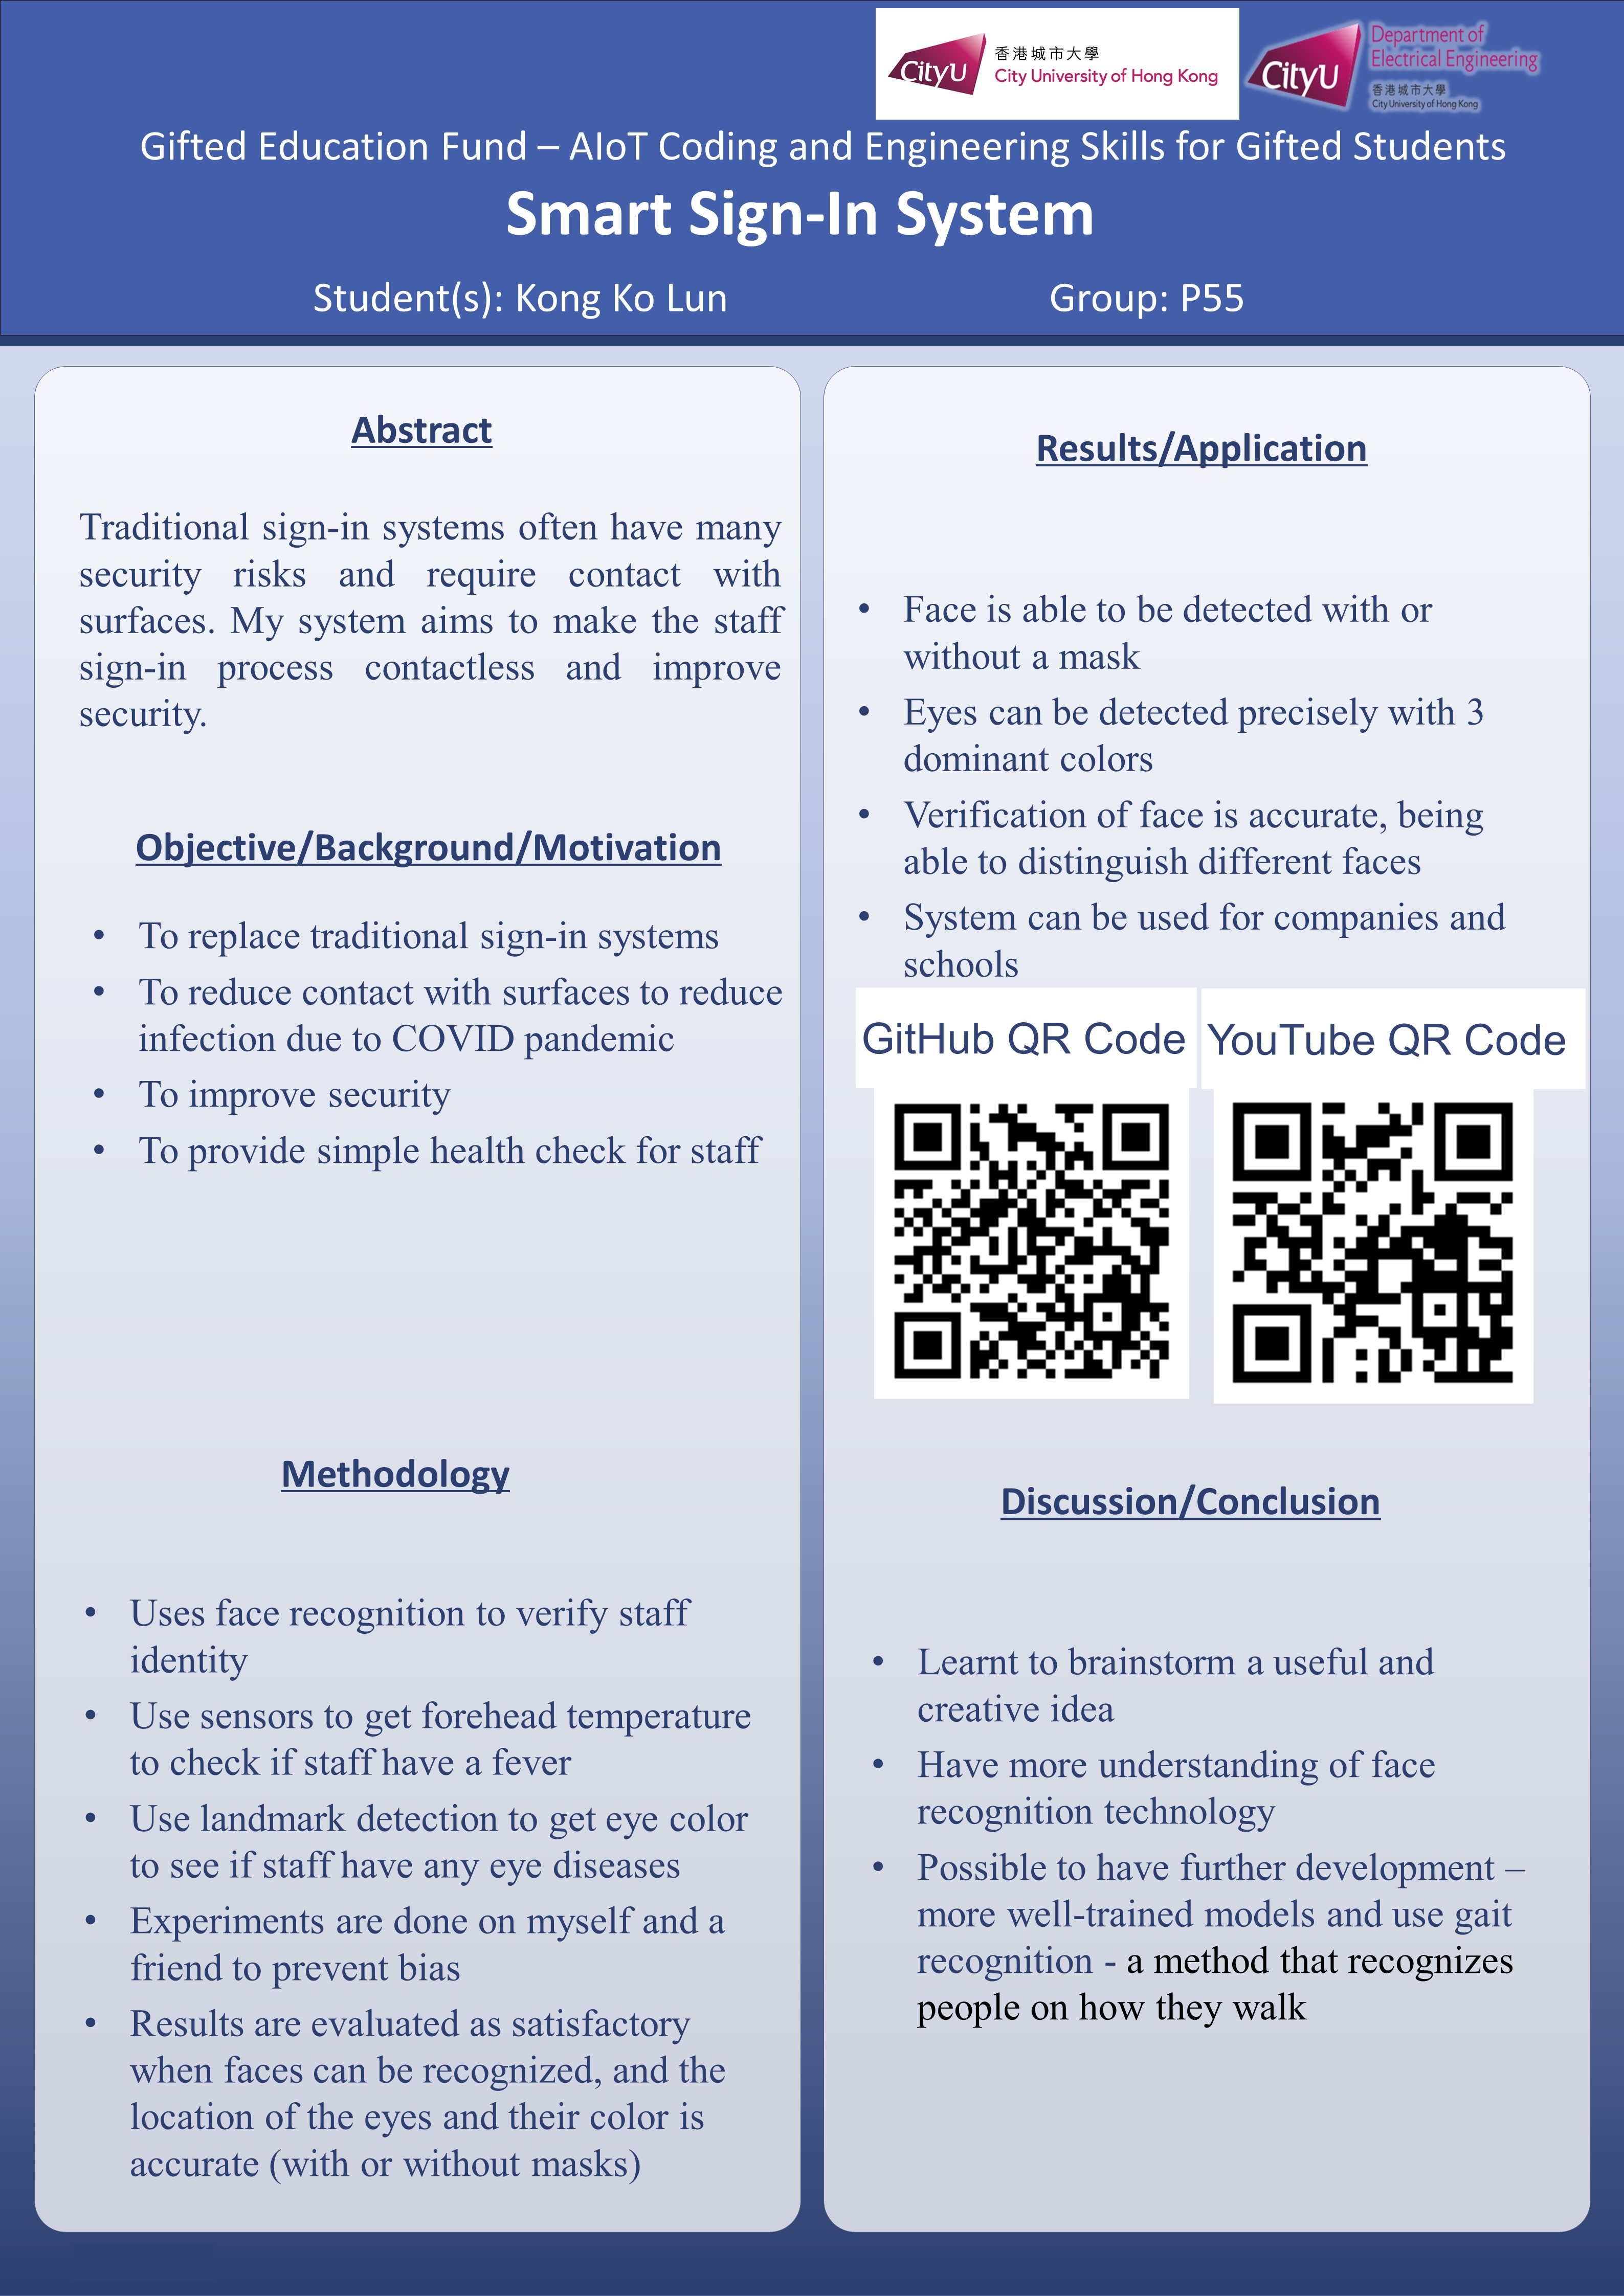 CityU
香港城市大學
City University of Hong Kong
CityU
Department of
Electrical Engineering
香港城市大學
City University of Hong Kong
Gifted Education Fund – AIoT Coding and Engineering Skills for Gifted Students
Smart Sign-In System
Student(s): Kong Ko Lun
Group: P55
Abstract
Traditional sign-in systems often have many
security risks and require contact with
surfaces. My system aims to make the staff
sign-in process contactless and improve
security.
Objective/Background/Motivation
• To replace traditional sign-in systems
• To reduce contact with surfaces to reduce
infection due to COVID pandemic
• To improve security
• To provide simple health check for staff
Methodology
• Uses face recognition to verify staff
identity
• Use sensors to get forehead temperature
to check if staff have a fever
• Use landmark detection to get eye color
to see if staff have any eye diseases
• Experiments are done on myself and a
friend to prevent bias
• Results are evaluated as satisfactory
when faces can be recognized, and the
location of the eyes and their color is
accurate (with or without masks)
Results/Application
• Face is able to be detected with or
without a mask
• Eyes can be detected precisely with 3
dominant colors
• Verification of face is accurate, being
able to distinguish different faces
• System can be used for companies and
schools
GitHub QR Code
YouTube QR Code
Discussion/Conclusion
• Learnt to brainstorm a useful and
creative idea
• Have more understanding of face
recognition technology
• Possible to have further development –
more well-trained models and use gait
recognition - a method that recognizes
people on how they walk